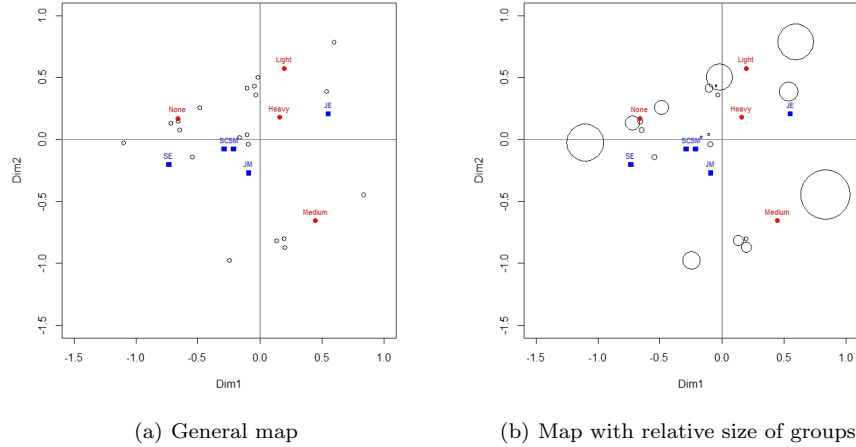 1.0
0.5
0.0
-0.5
-1.0
-1.5
Dim2
Light
None
Heavy
JE
SCSM
SE
JM
Medium
-1.5 -1.0 -0.5 0.0 0.5 1.0
Dim1
(a) General map
1.0
0.5
0.0
-0.5
-1.0
-1.5
Dim2
Light
None
Heavy
JE
SCSM
SE
JM
Medium
-1.5 -1.0 -0.5 0.0 0.5 1.0
Dim1
(b) Map with relative size of groups